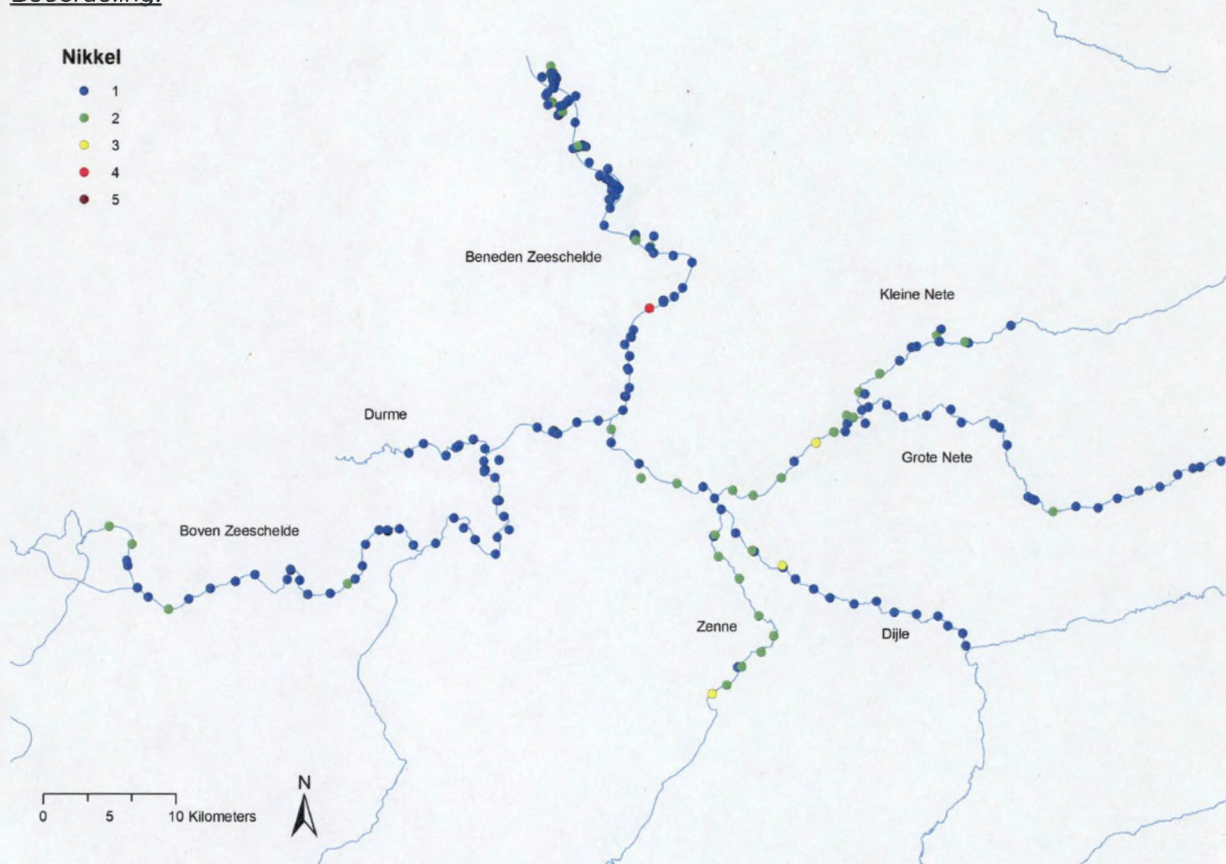 Beoordeling:
Nikkel
1
2
3
4
5
Beneden Zeeschelde
Kleine Nete
Durme
Grote Nete
Boven Zeeschelde
Zenne
Dijle
N
0 5 10 Kilometers